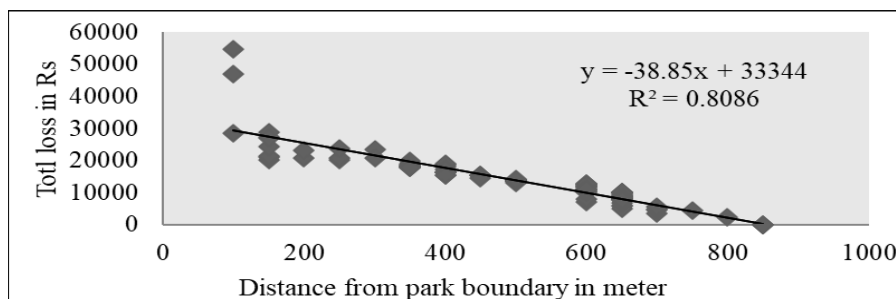 60000
50000
40000
30000
20000
10000
0
Totl loss in Rs
y = -38.85x + 33344
R² = 0.8086
0 200 400 600 800 1000
Distance from park boundary in meter